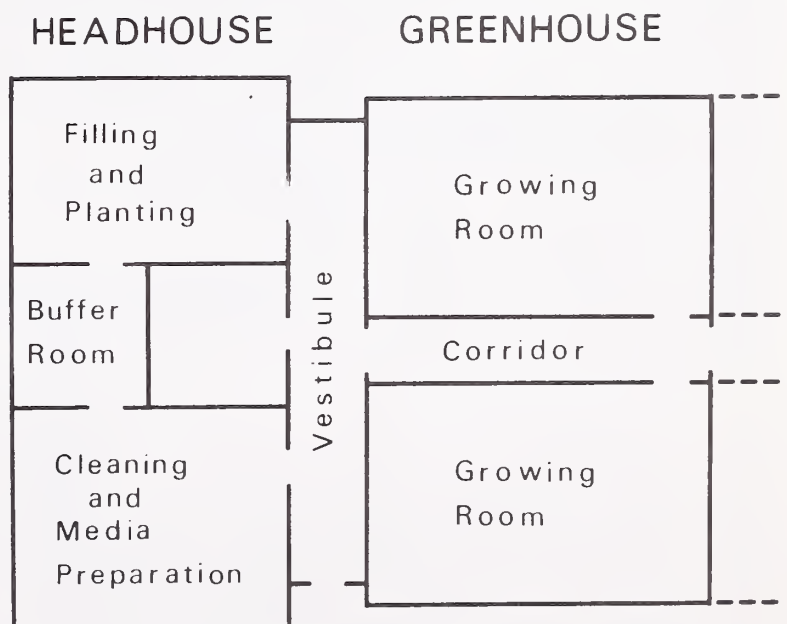 HEADHOUSE
GREENHOUSE
Filling
and
Planting
Buffer
Room
Cleaning
and
Media
Preparation
Vestibule
Growing
Room
Corridor
Growing
Room